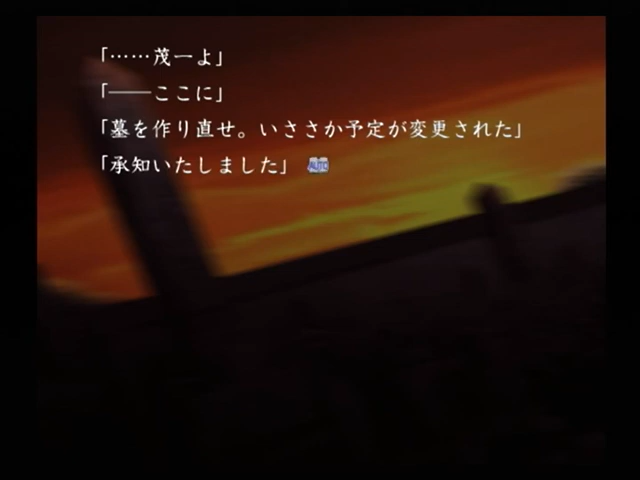 「……茂一よ」
「――ここに」
「墓を作り直せ。いささか予定が変更された」
「承知いたしました」